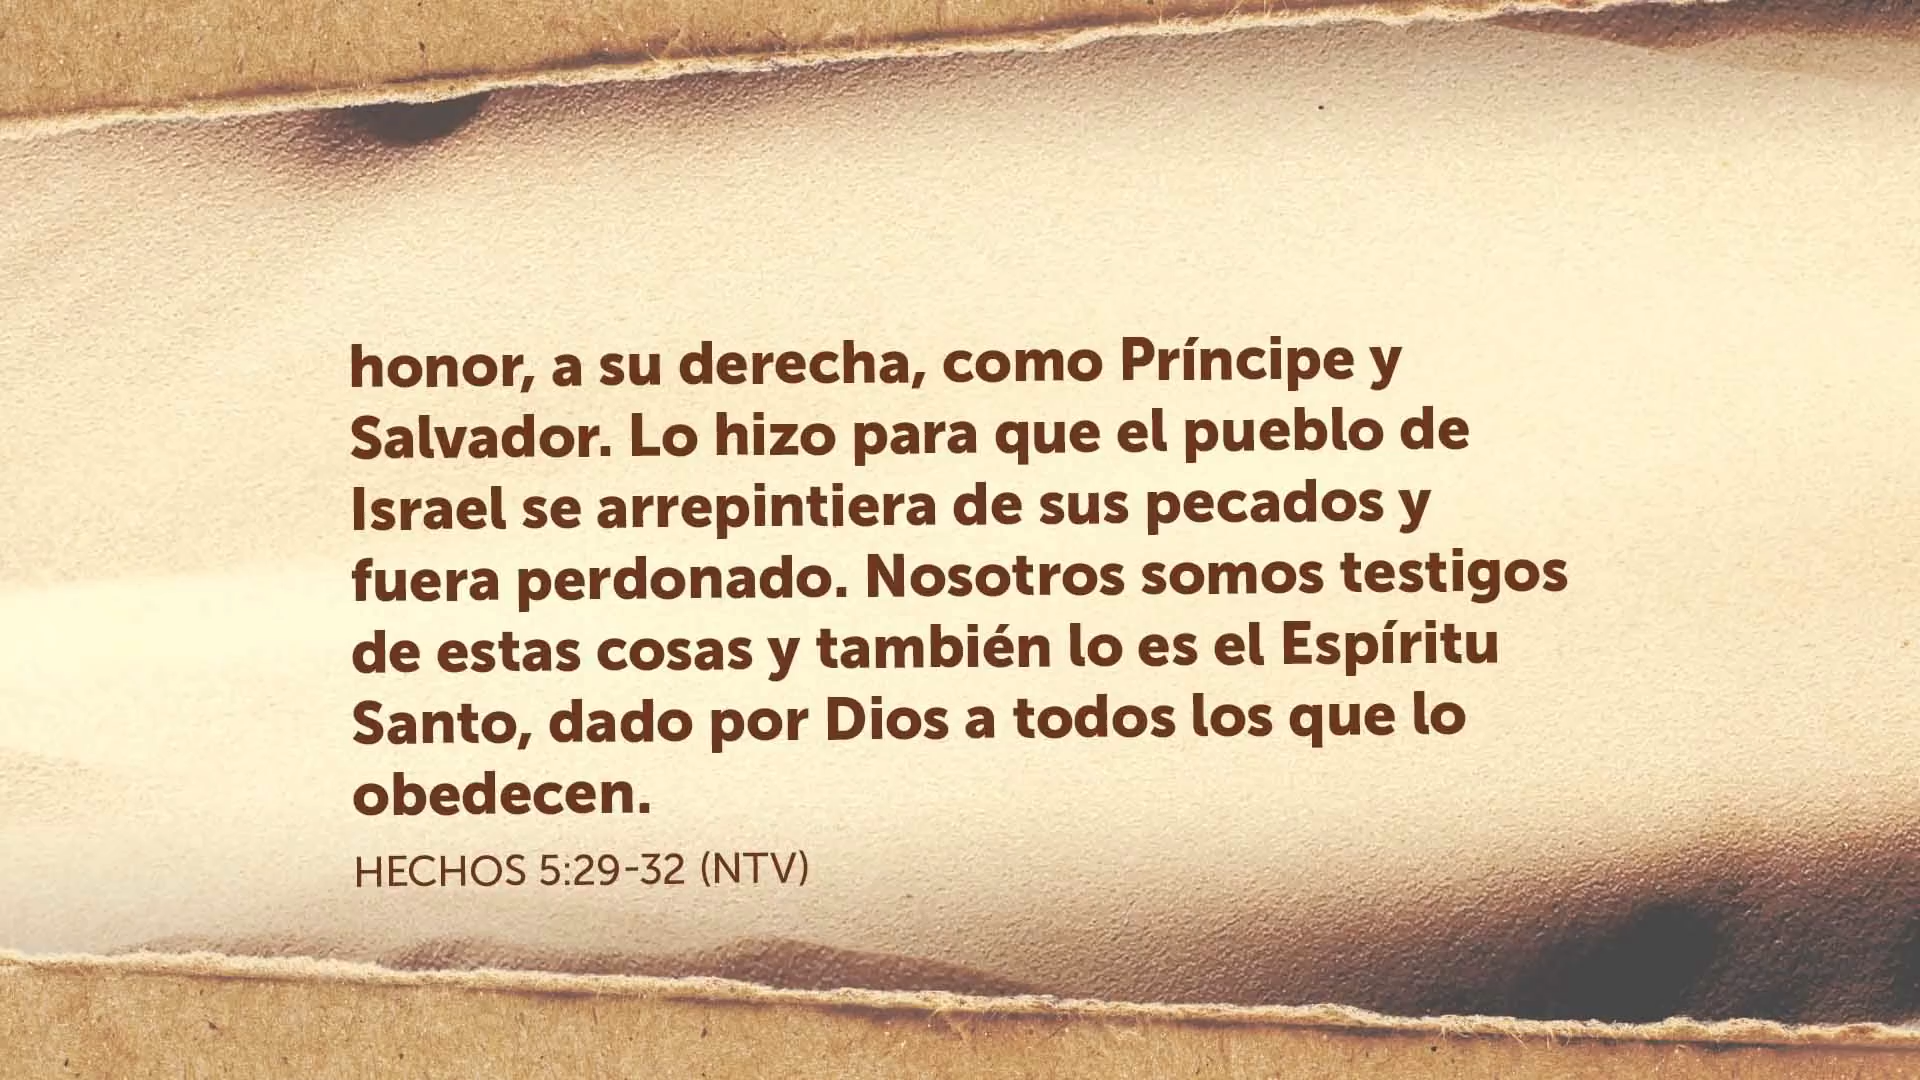 honor, a su derecha, como Príncipe y
Salvador. Lo hizo para que el pueblo de
Israel se arrepintiera de sus pecados y
fuera perdonado. Nosotros somos testigos
de estas cosas y también lo es el Espíritu
Santo, dado por Dios a todos los que lo
obedecen.
HECHOS 5:29-32 (NTV)